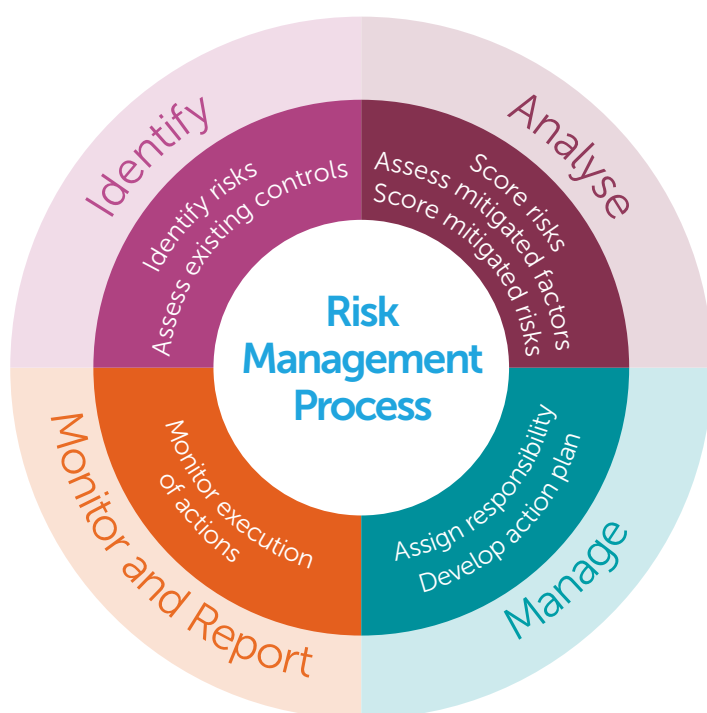 Identify
Identify risks
Assess existing controls
Analyse
Score risks
Assess mitigated factors
Score mitigated risks
Risk
Management
Process
Monitor and Report
Monitor execution
of actions
Manage
Assign responsibility
Develop action plan